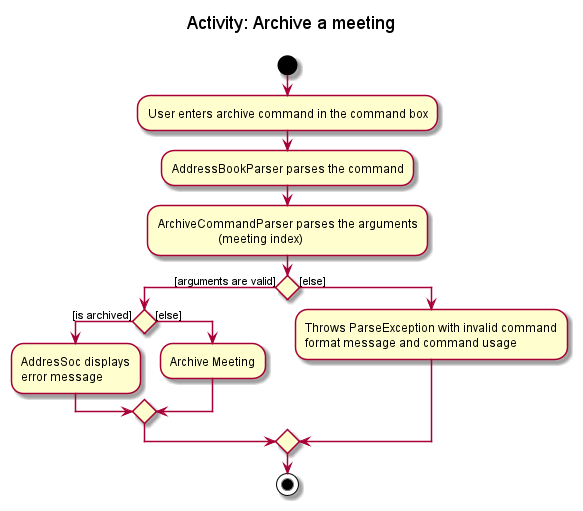 Activity: Archive a meeting
User enters archive command in the command box
AddressBookParser parses the command
ArchiveCommandParser parses the arguments
(meeting index)
[arguments are valid]
[else]
[is archived]
[else]
Throws ParseException with invalid command
format message and command usage
AddresSoc displays
error message
Archive Meeting